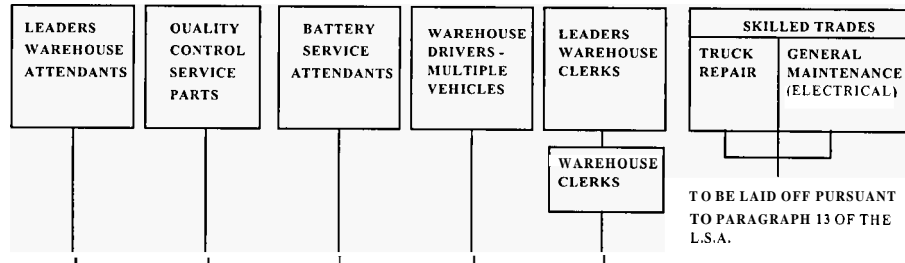 LEADERS
WAREHOUSE
ATTENDANTS
QUALITY
CONTROL
SERVICE
PARTS
BATTERY
SERVICE
ATTENDANTS
WAREHOUSE
DRIVERS -
MULTIPLE
VEHICLES
LEADERS
WAREHOUSE
CLERKS
WAREHOUSE
CLERKS
SKILLED TRADES
TRUCK
REPAIR
GENERAL
MAINTENANCE
(ELECTRICAL)
TO BE LAID OFF PURSUANT
TO PARAGRAPH 13 OF THE
L.S.A.